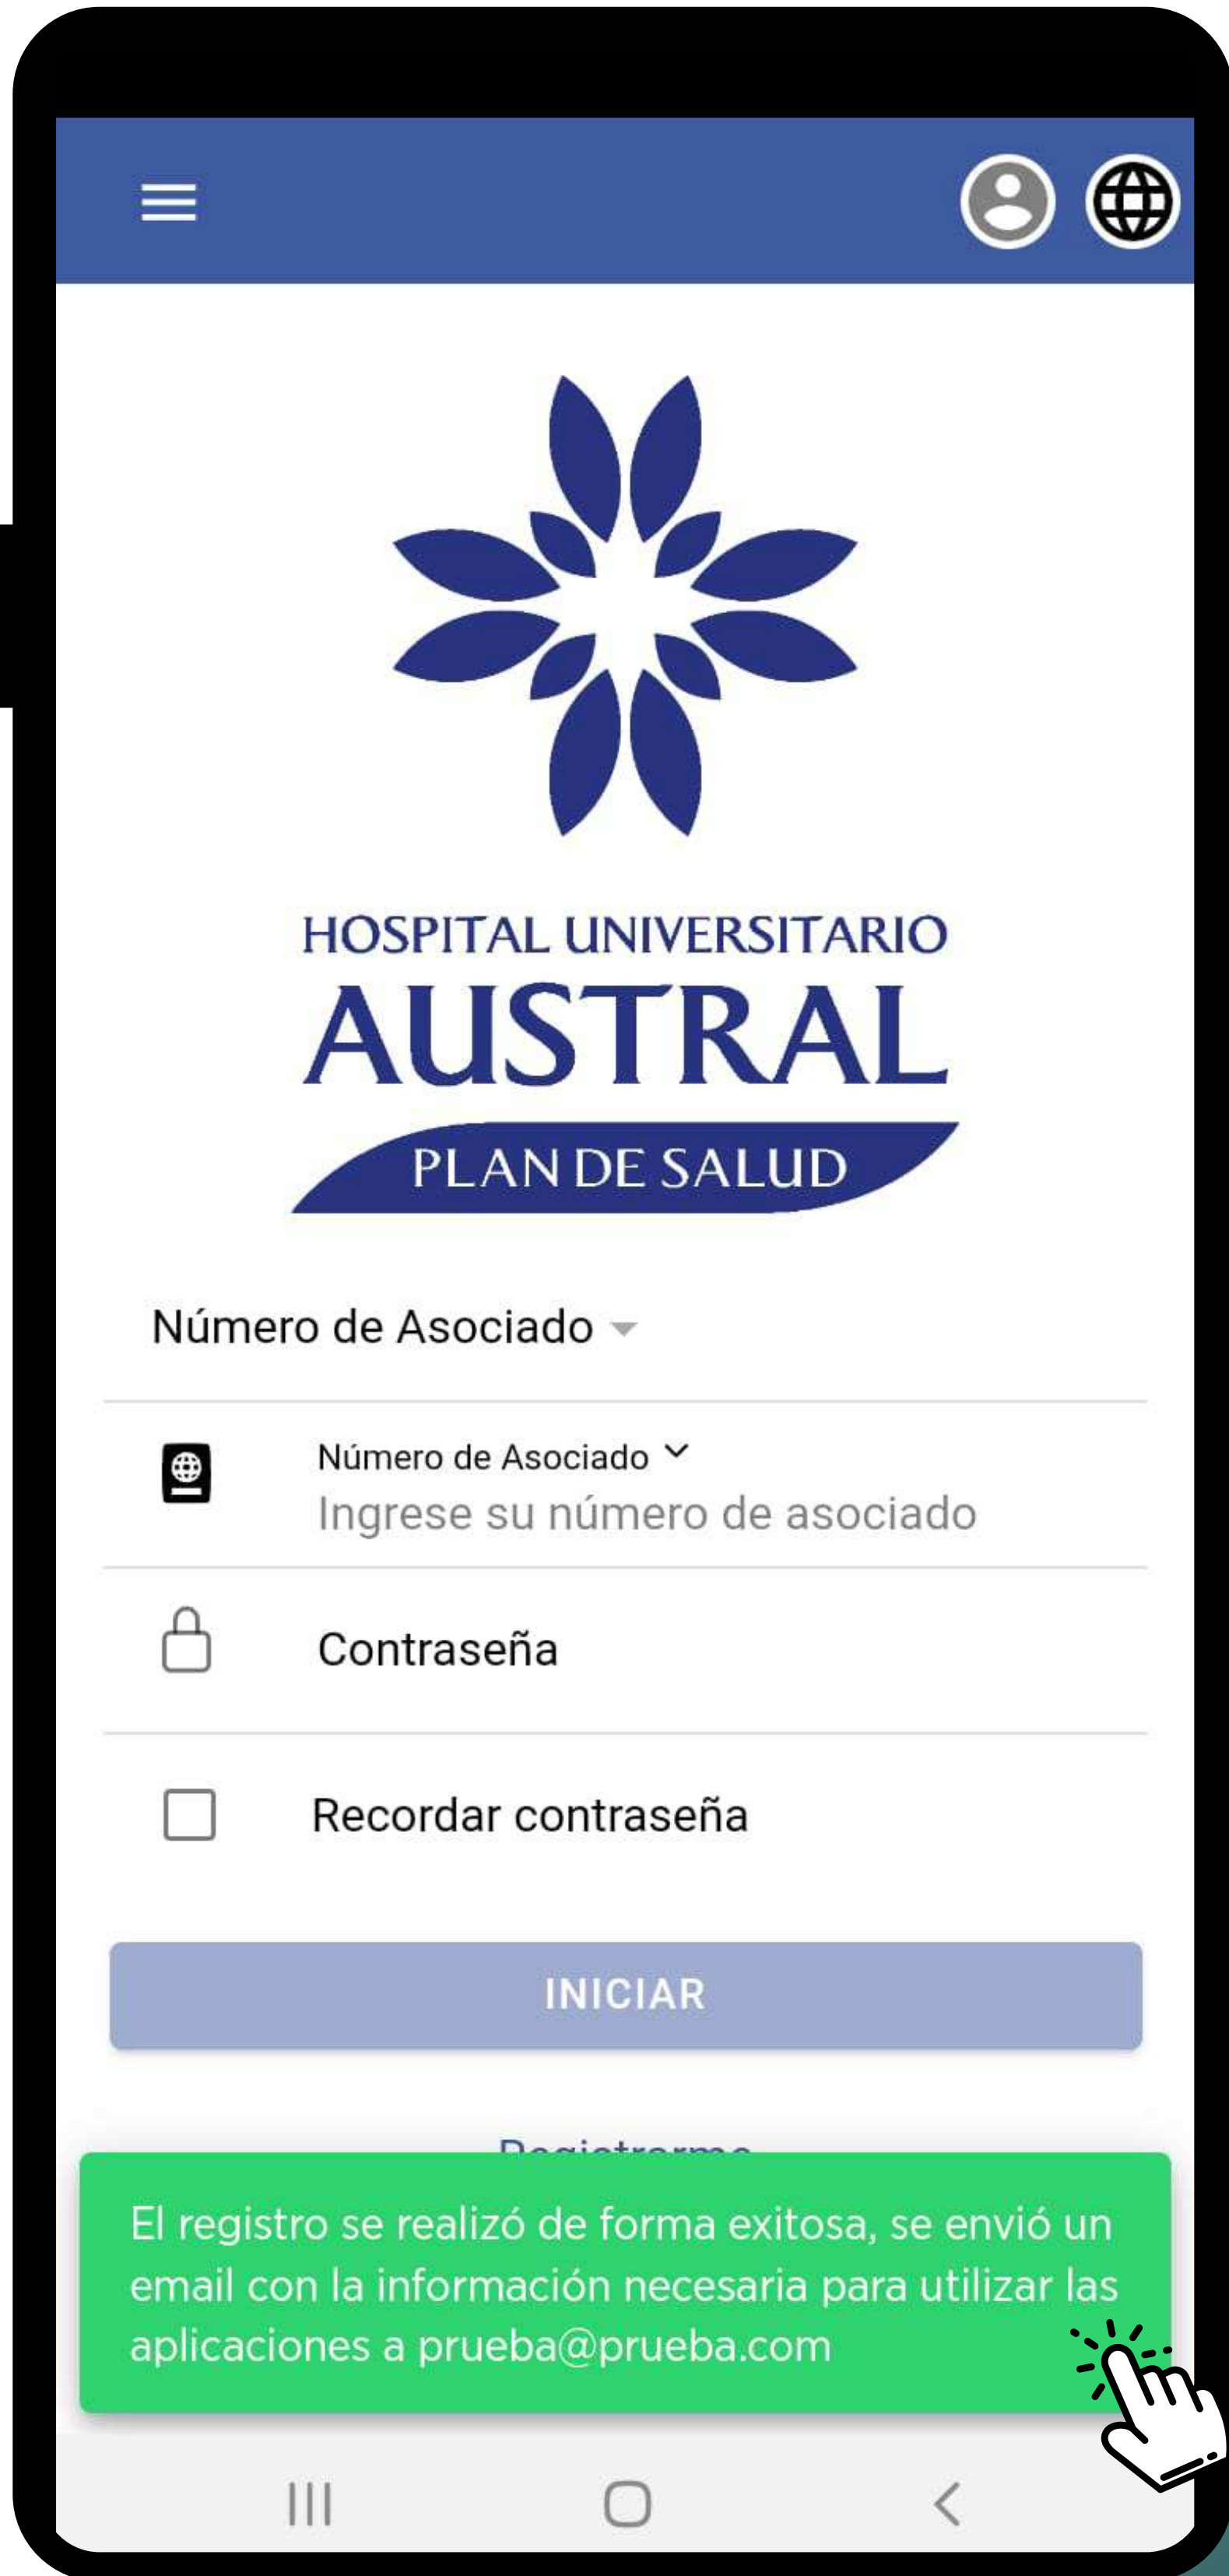 HOSPITAL UNIVERSITARIO
AUSTRAL
PLAN DE SALUD
Número de Asociado
Número de Asociado
Ingrese su número de asociado
Contraseña
Recordar contraseña
INICIAR
Registrarme
El registro se realizó de forma exitosa, se envió un
email con la información necesaria para utilizar las
aplicaciones a prueba@prueba.com